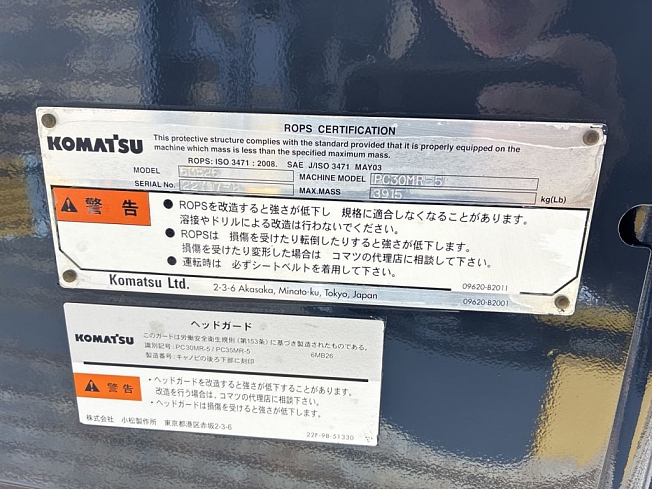 ROPS CERTIFICATION
KOMATSU
This protective structure complies with the standard provided that it is properly equipped on the
machine which mass is less than the specified maximum mass.
ROPS: ISO 3471 : 2008. SAE J/ISO 3471 MAY03
MODEL 6MB26 MACHINE MODEL PC30MR-5
SERIAL No. MAX.MASS 3915 kg(Lb)
警告
● ROPSを改造すると強さが低下し 規格に適合しなくなることがあります。
溶接やドリルによる改造は行わないでください。
● ROPSは 損傷を受けたり転倒したりすると強さが低下します。
損傷を受けたり変形した場合は コマツの代理店に相談して下さい。
● 運転時は 必ずシートベルトを着用して下さい。
09620-B2011
Komatsu Ltd. 2-3-6 Akasaka, Minato-ku, Tokyo, Japan
09620-B2001
ヘッドガード
KOMATSU
このガードは労働安全衛生規則(第153条)に基づき製造されたものである。
識別記号: PC30MR-5 / PC35MR-5 6MB26
製造番号: キャノピの後ろ下部に刻印
警告
・ヘッドガードを改造すると強さが低下することがあります。
改造を行う場合は、コマツの代理店に相談下さい。
・ヘッドガードは損傷を受けると強さが低下します。
株式会社 小松製作所 東京都港区赤坂2-3-6
22F-98-51330